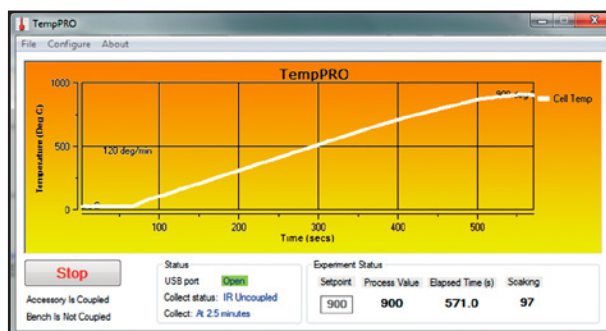 TempPRO
File Configure About
TempPRO
1000
900 deg
Cell Temp
Temperature (Deg C)
500
120 deg/min
0
100 200 300 400 500
Time (secs)
Stop
Accessory Is Coupled
Bench Is Not Coupled
Status
USB port Open
Collect status: IR Uncoupled
Collect: At 2.5 minutes
Experiment Status
Setpoint Process Value Elapsed Time (s) Soaking
900 900 571.0 97